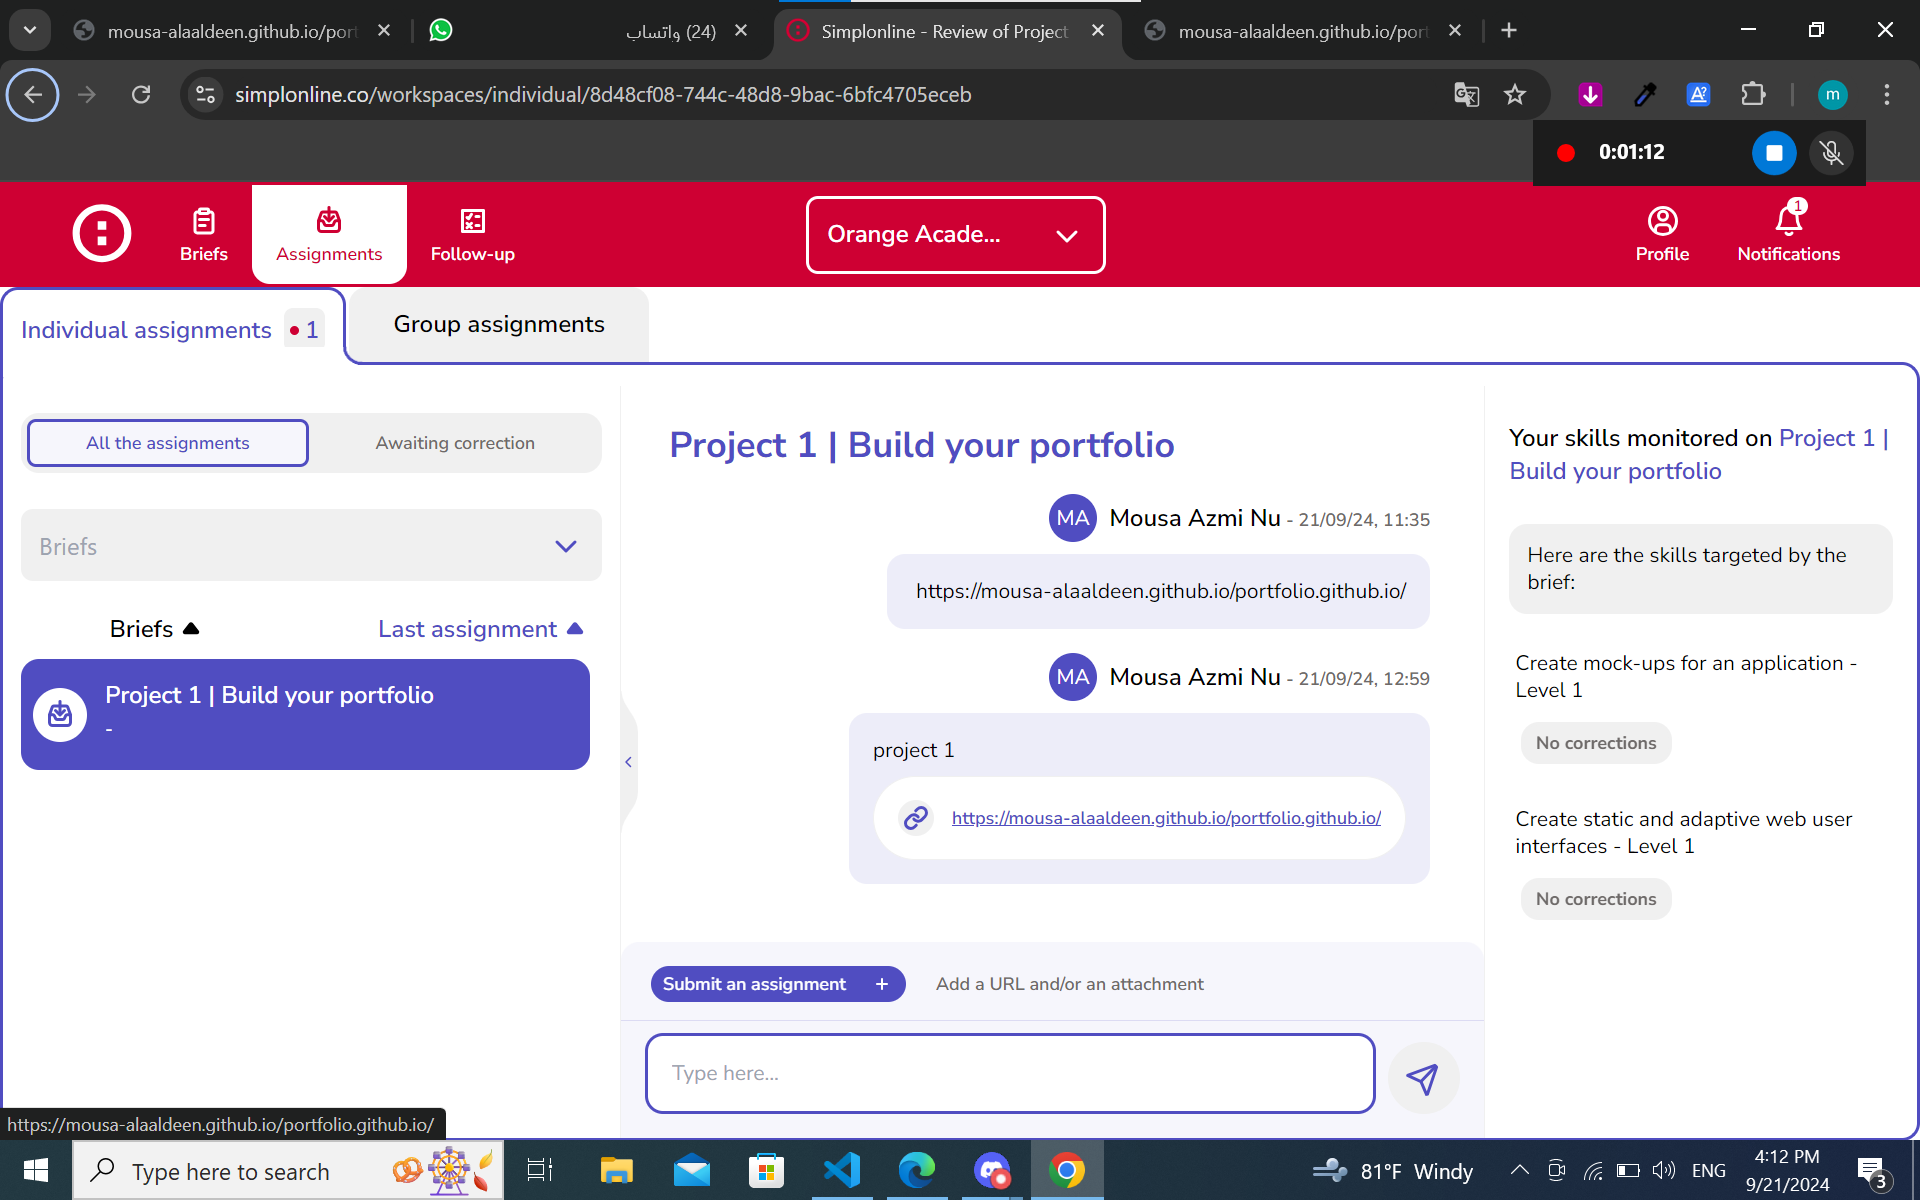 mousa-alaaldeen.github.io/port
(24) واتساب
Simplonline - Review of Project
mousa-alaaldeen.github.io/port
simplonline.co/workspaces/individual/8d48cf08-744c-48d8-9bac-6bfc4705eceb
m
0:01:12
Briefs
Assignments
Follow-up
Orange Acade...
Profile
1
Notifications
Individual assignments 1
Group assignments
All the assignments
Awaiting correction
Briefs
Briefs
Last assignment
Project 1 | Build your portfolio
-
Project 1 | Build your portfolio
MA Mousa Azmi Nu - 21/09/24, 11:35
https://mousa-alaaldeen.github.io/portfolio.github.io/
MA Mousa Azmi Nu - 21/09/24, 12:59
project 1
https://mousa-alaaldeen.github.io/portfolio.github.io/
Submit an assignment +
Add a URL and/or an attachment
Type here...
Your skills monitored on Project 1 |
Build your portfolio
Here are the skills targeted by the
brief:
Create mock-ups for an application -
Level 1
No corrections
Create static and adaptive web user
interfaces - Level 1
No corrections
https://mousa-alaaldeen.github.io/portfolio.github.io/
Type here to search
81°F Windy
ENG
4:12 PM
9/21/2024
3